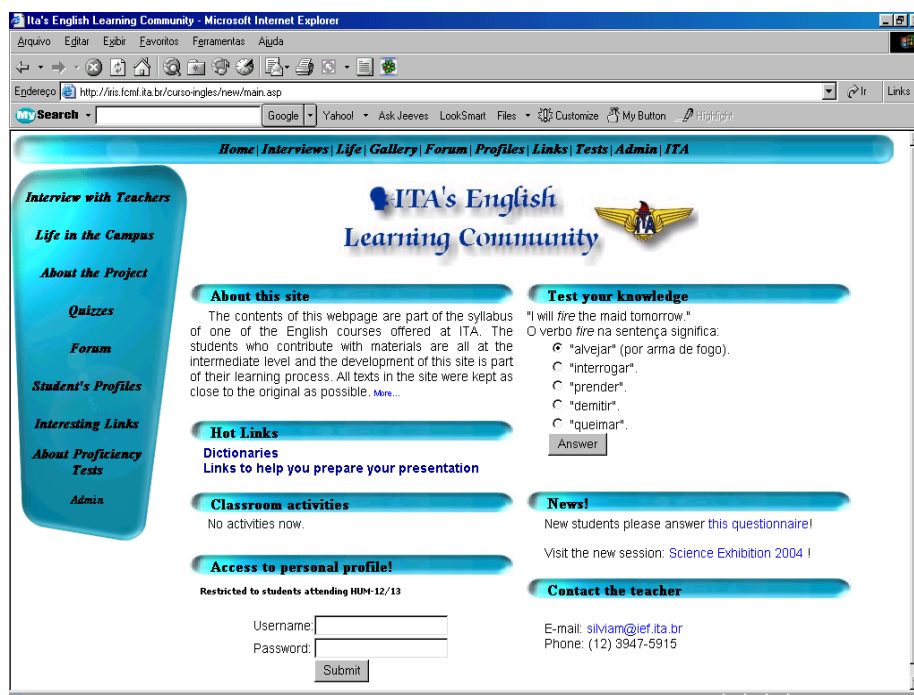 Ita's English Learning Community - Microsoft Internet Explorer
Arquivo Editar Exibir Favoritos Ferramentas Ajuda
Endereço http://iris.fcmf.ita.br/curso-ingles/new/main.asp Ir Links
My Search Google Yahoo! Ask Jeeves LookSmart Files Customize My Button Highlight
Home| Interviews| Life| Gallery| Forum| Profiles| Links| Tests| Admin| ITA
Interview with Teachers
Life in the Campus
About the Project
Quizzes
Forum
Student's Profiles
Interesting Links
About Proficiency
Tests
Admin
ITA's English
Learning Community
ITA
About this site
The contents of this webpage are part of the syllabus
of one of the English courses offered at ITA. The
students who contribute with materials are all at the
intermediate level and the development of this site is part
of their learning process. All texts in the site were kept as
close to the original as possible. More...
Hot Links
Dictionaries
Links to help you prepare your presentation
Classroom activities
No activities now.
Access to personal profile!
Restricted to students attending HUM-12/13
Username:
Password:
Submit
Test your knowledge
"I will fire the maid tomorrow."
O verbo fire na sentença significa:
"alvejar" (por arma de fogo).
"interrogar".
"prender".
"demitir".
"queimar".
Answer
News!
New students please answer this questionnaire!
Visit the new session: Science Exhibition 2004 !
Contact the teacher
E-mail: silviam@ief.ita.br
Phone: (12) 3947-5915